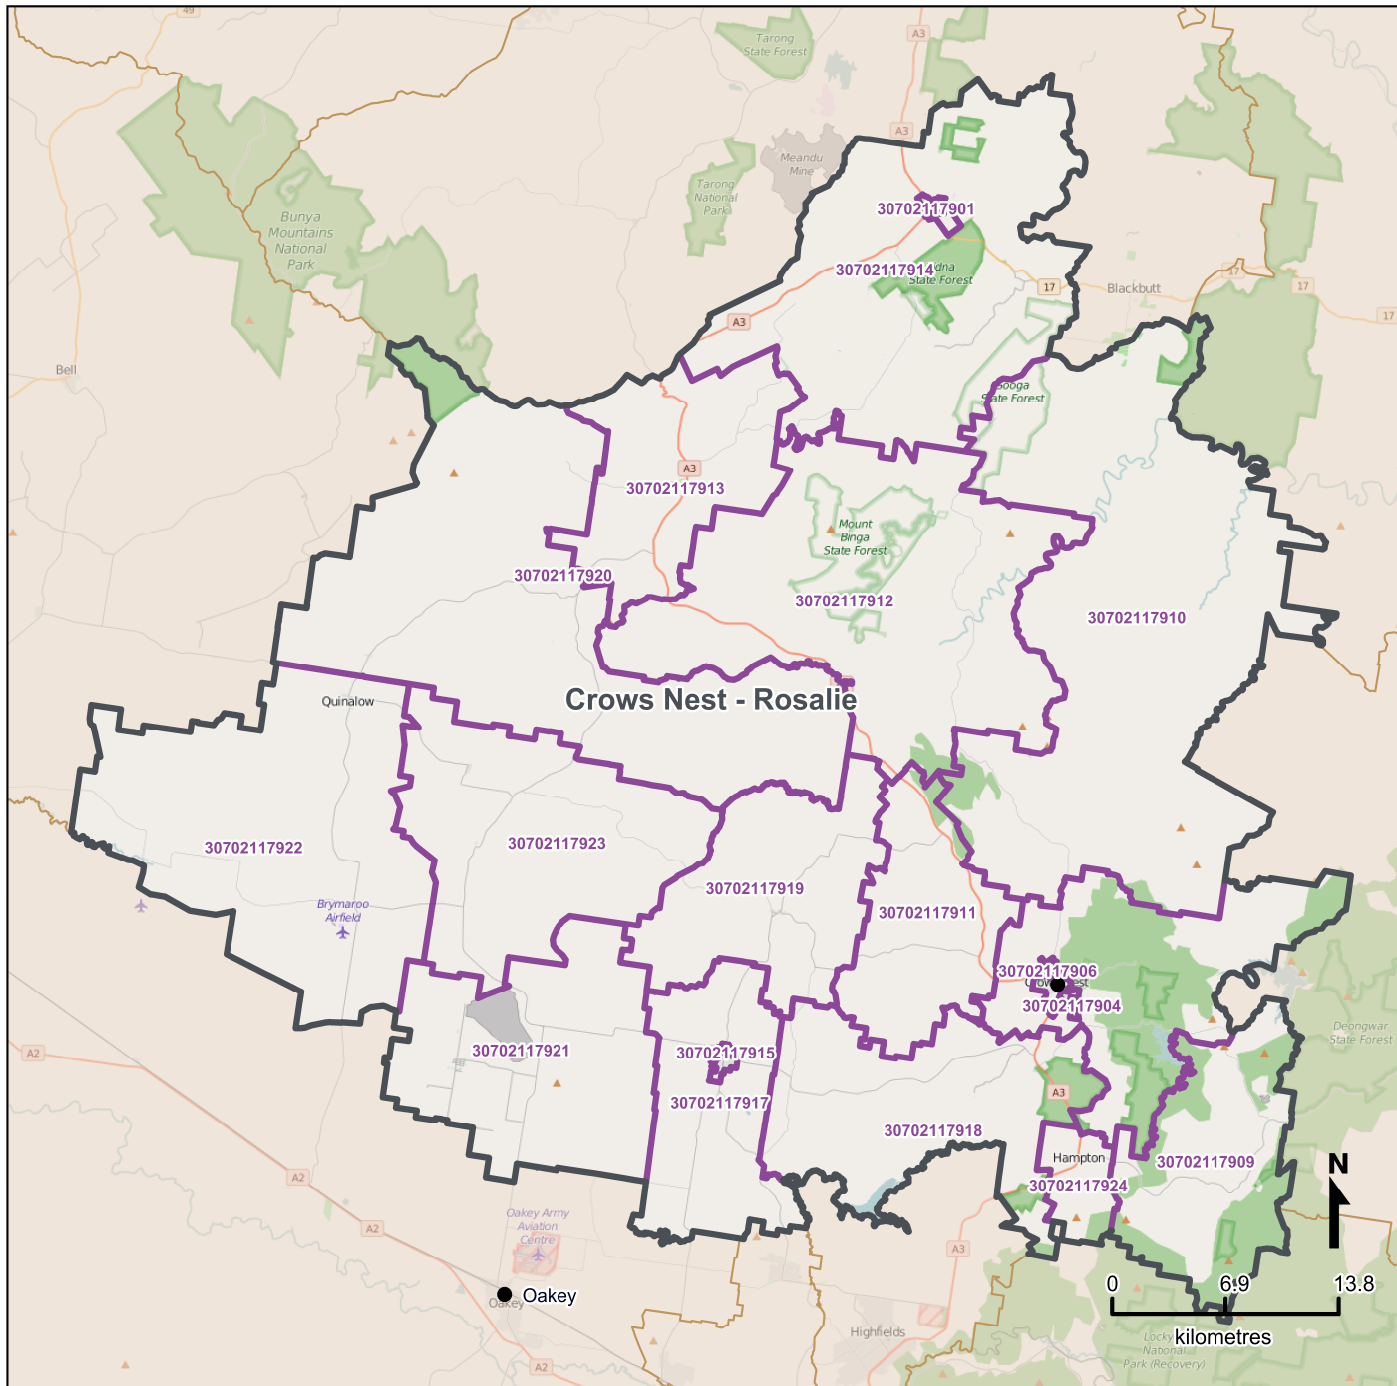 49
A3
Tarong
State Forest
A3
Meandu
Mine
Tarong
National
Park
Bunya
Mountains
National
Park
30702117901
30702117914
State Forest
17
Blackbutt
17
17
17
A3
Bell
State Forest
A3
30702117913
Mount
Binga
State Forest
30702117920
30702117912
30702117910
Quinalow
Crows Nest - Rosalie
30702117922
30702117923
30702117919
30702117911
Brymaroo
Airfield
30702117906
30702117904
Deongwar
State Forest
A2
30702117921
30702117915
30702117917
A3
30702117918
Hampton
30702117909
30702117924
N
A2
A2
Oakey Army
Aviation
Centre
A3
Oakey
Oakey
0
6.9
13.8
kilometres
Highfields
National
Park (Recovery)
A2